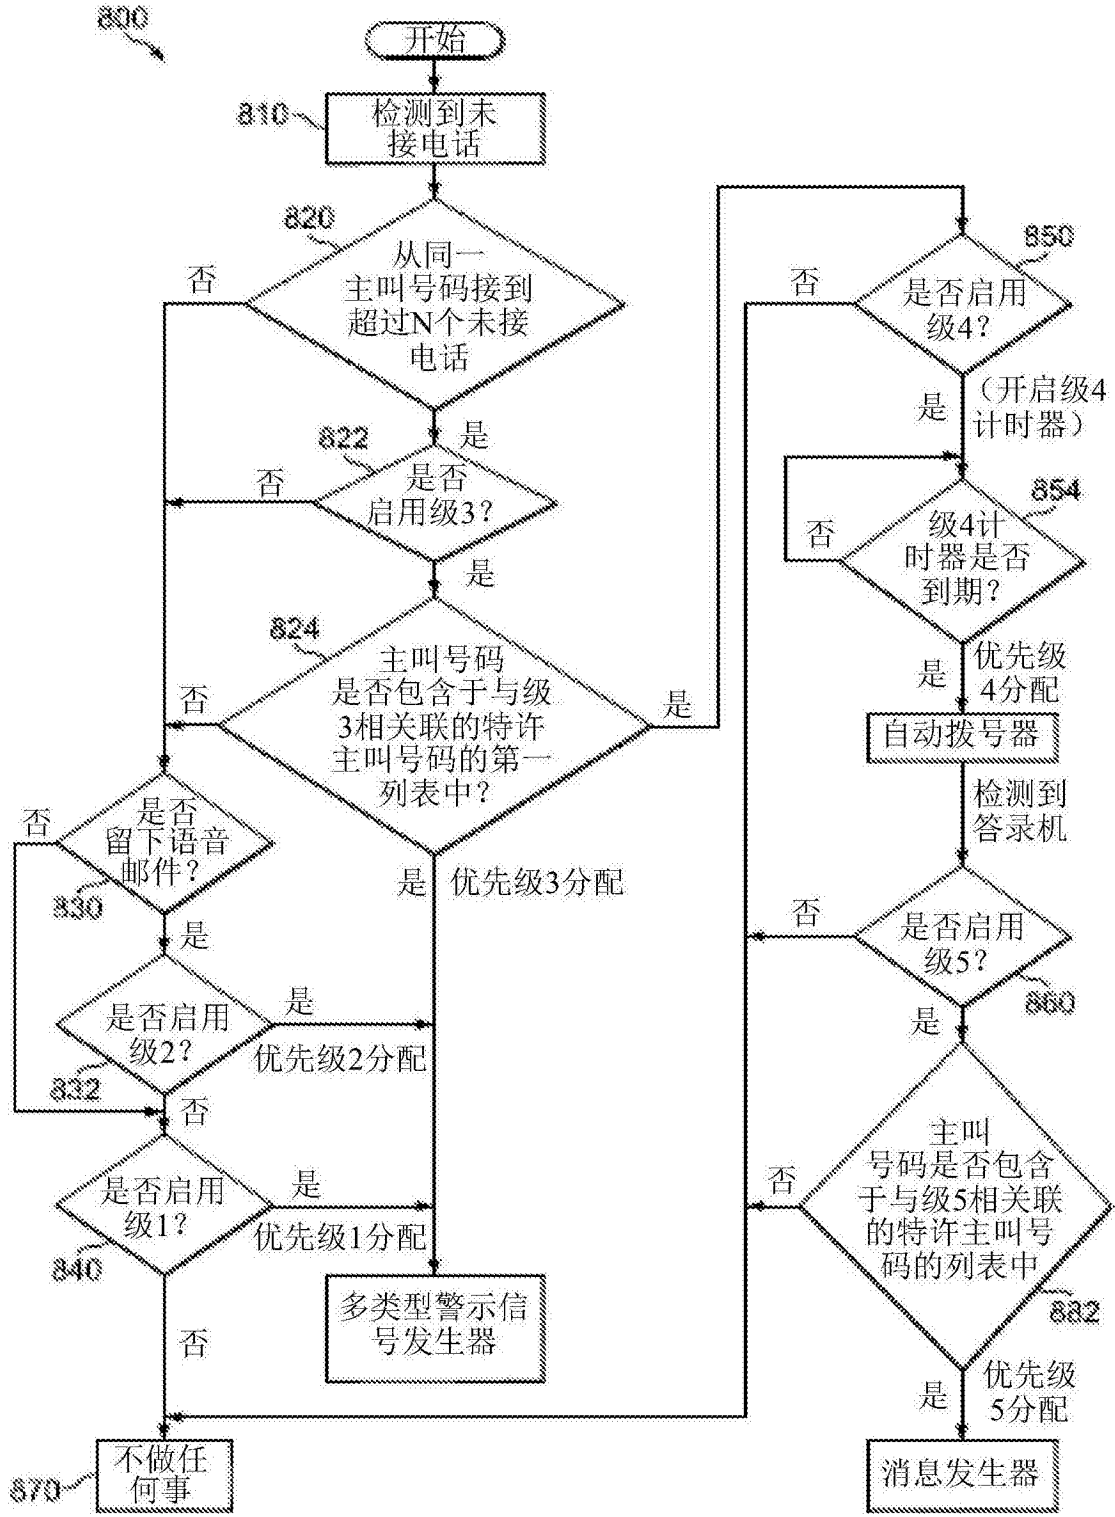 800
开始
810
检测到未
接电话
820
从同一
主叫号码接到
超过N个未接
电话
否
是
822
是否
启用级3?
否
是
824
主叫号码
是否包含于与级
3相关联的特许
主叫号码的第一
列表中?
否
是
是
优先级3分配
是否
留下语音
邮件?
830
否
是
是否启用
级2?
832
是
优先级2分配
否
是否启用
级1?
840
是
优先级1分配
否
多类型警示信
号发生器
870
不做任
何事
850
是否启用
级4?
否
是
(开启级4
计时器)
854
级4计
时器是否
到期?
否
是
优先级
4分配
自动拨号器
检测到
答录机
是否启用
级5?
860
否
是
主叫
号码是否包含
于与级5相关联
的特许主叫号
码的列表中
882
否
是
优先级
5分配
消息发生器